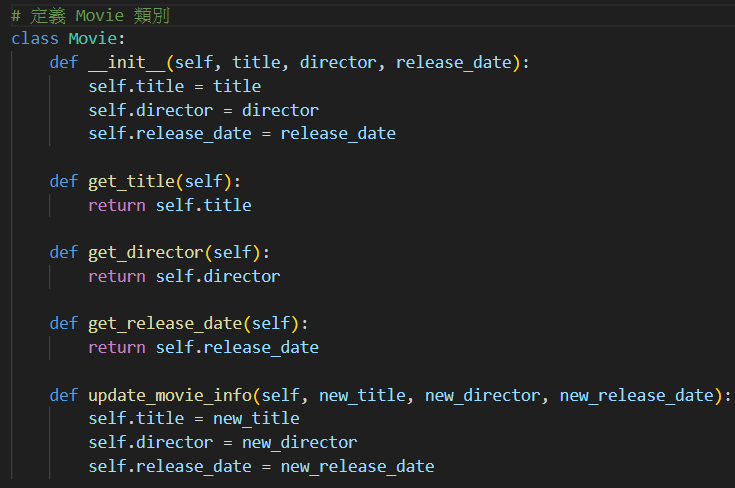 # 定義 Movie 類別
class Movie:
    def __init__(self, title, director, release_date):
        self.title = title
        self.director = director
        self.release_date = release_date
    def get_title(self):
        return self.title
    def get_director(self):
        return self.director
    def get_release_date(self):
        return self.release_date
    def update_movie_info(self, new_title, new_director, new_release_date):
        self.title = new_title
        self.director = new_director
        self.release_date = new_release_date